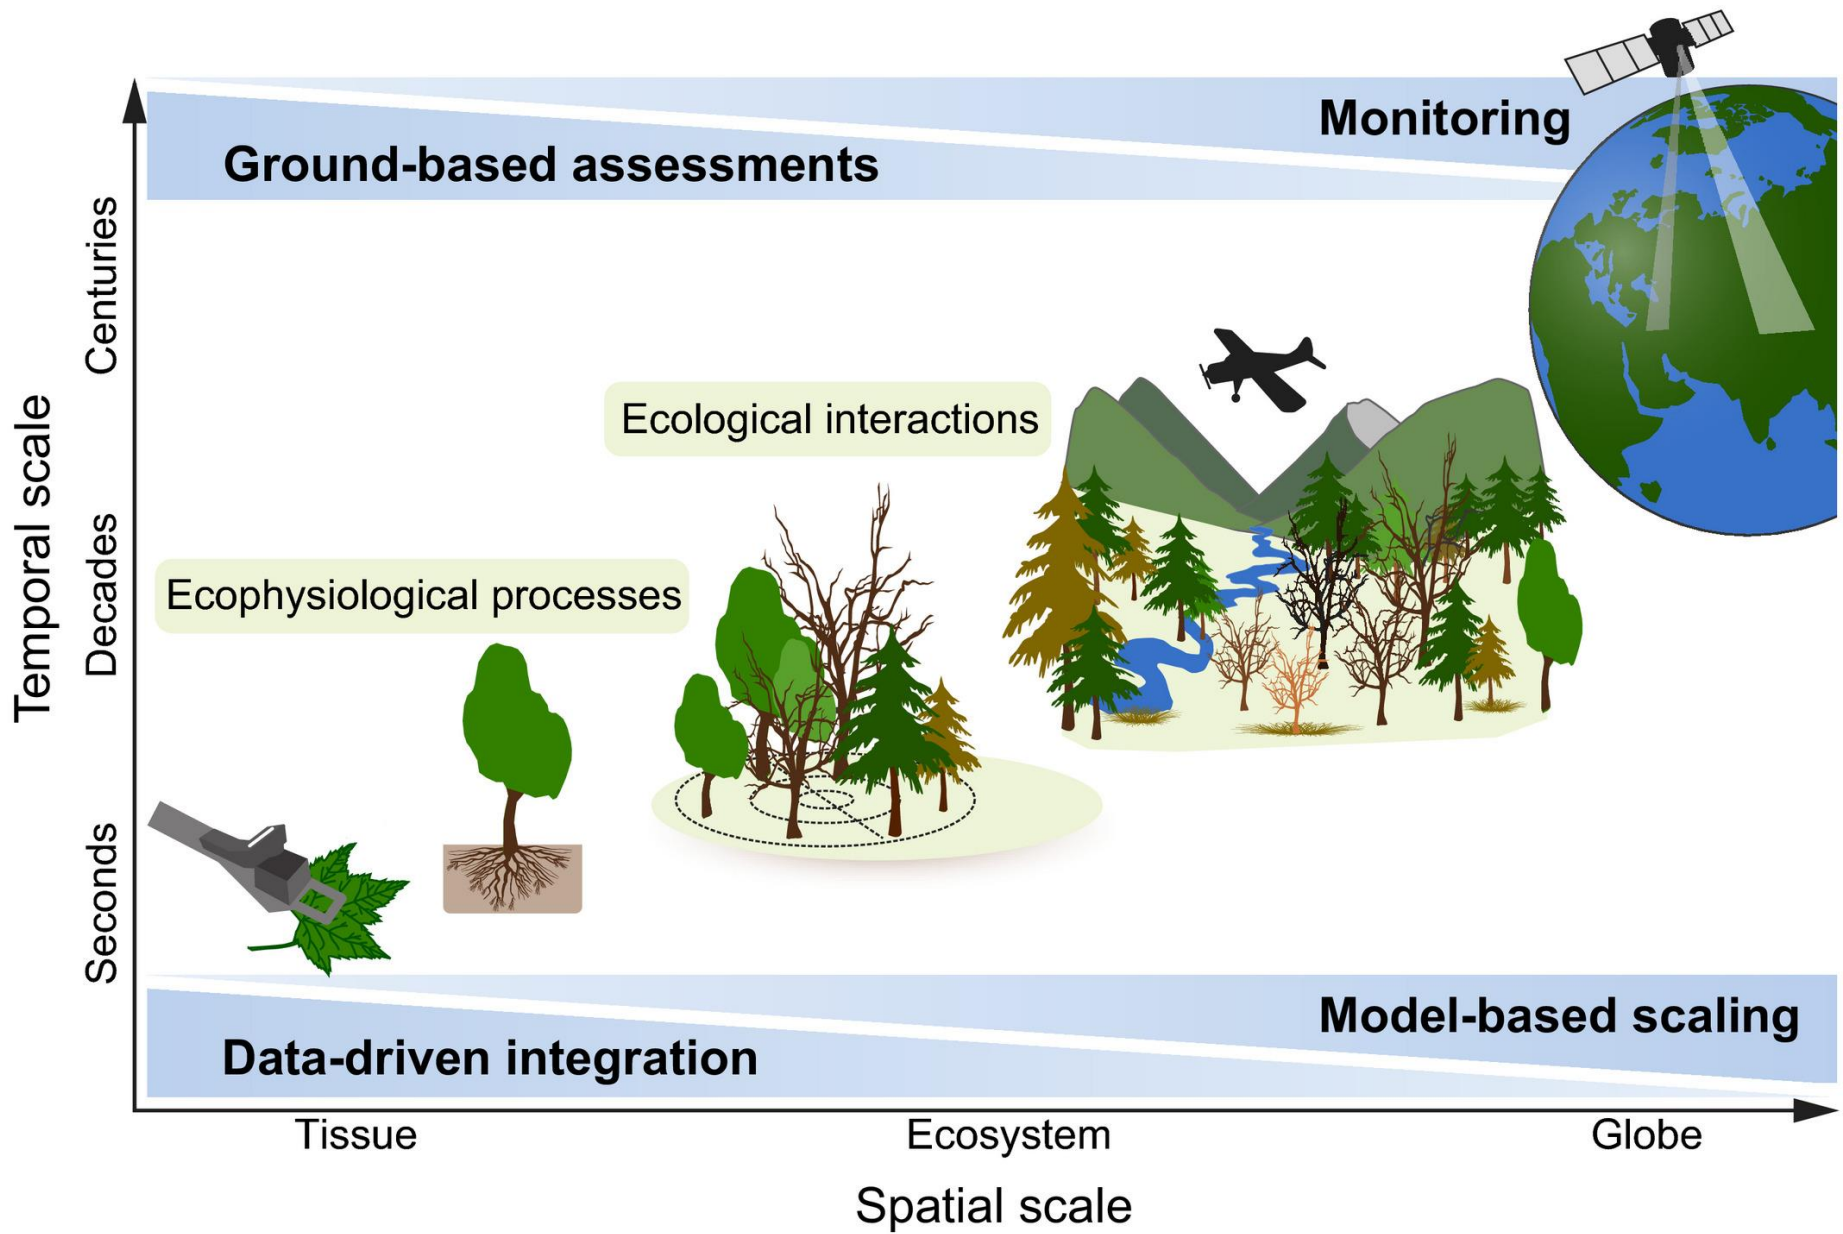 Monitoring
Ground-based assessments
Temporal scale
Centuries
Decades
Seconds
Ecological interactions
Ecophysiological processes
Model-based scaling
Data-driven integration
Tissue
Ecosystem
Globe
Spatial scale